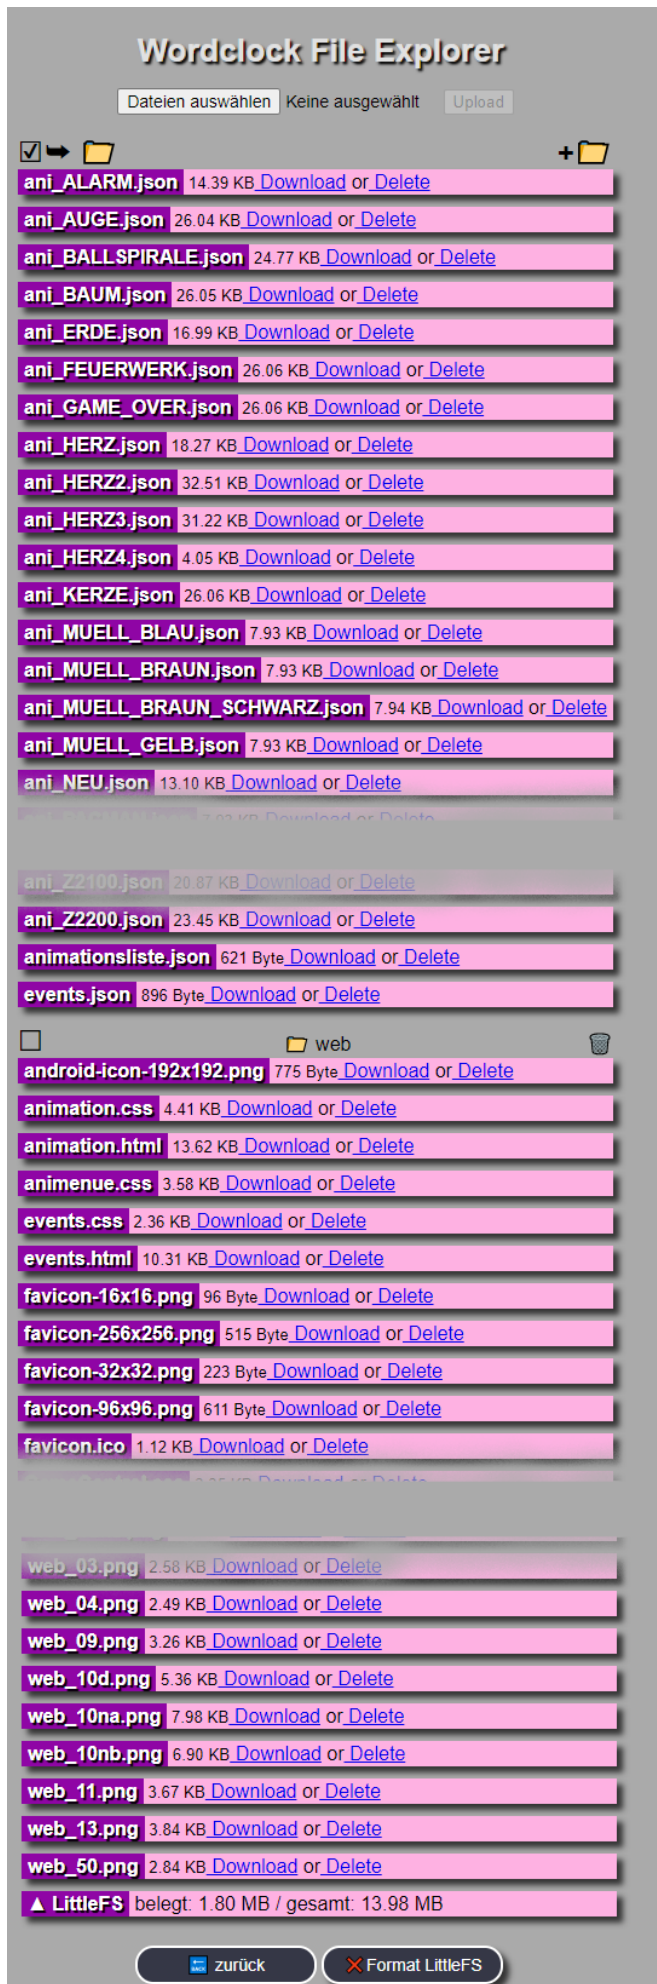 Wordclock File Explorer
Dateien auswählen Keine ausgewählt Upload
ani_ALARM.json 14.39 KB Download or Delete
ani_AUGE.json 26.04 KB Download or Delete
ani_BALLSPIRALE.json 24.77 KB Download or Delete
ani_BAUM.json 26.05 KB Download or Delete
ani_ERDE.json 16.99 KB Download or Delete
ani_FEUERWERK.json 26.06 KB Download or Delete
ani_GAME_OVER.json 26.06 KB Download or Delete
ani_HERZ.json 18.27 KB Download or Delete
ani_HERZ2.json 32.51 KB Download or Delete
ani_HERZ3.json 31.22 KB Download or Delete
ani_HERZ4.json 4.05 KB Download or Delete
ani_KERZE.json 26.06 KB Download or Delete
ani_MUELL_BLAU.json 7.93 KB Download or Delete
ani_MUELL_BRAUN.json 7.93 KB Download or Delete
ani_MUELL_BRAUN_SCHWARZ.json 7.94 KB Download or Delete
ani_MUELL_GELB.json 7.93 KB Download or Delete
ani_NEU.json 13.10 KB Download or Delete
KB Download or Delete
ani_Z2100.json 20.87 KB Download or Delete
ani_Z2200.json 23.45 KB Download or Delete
animationsliste.json 621 Byte Download or Delete
events.json 896 Byte Download or Delete
web
android-icon-192x192.png 775 Byte Download or Delete
animation.css 4.41 KB Download or Delete
animation.html 13.62 KB Download or Delete
animenue.css 3.58 KB Download or Delete
events.css 2.36 KB Download or Delete
events.html 10.31 KB Download or Delete
favicon-16x16.png 96 Byte Download or Delete
favicon-256x256.png 515 Byte Download or Delete
favicon-32x32.png 223 Byte Download or Delete
favicon-96x96.png 611 Byte Download or Delete
favicon.ico 1.12 KB Download or Delete
KB Download or Delete
web_03.png 2.58 KB Download or Delete
web_04.png 2.49 KB Download or Delete
web_09.png 3.26 KB Download or Delete
web_10d.png 5.36 KB Download or Delete
web_10na.png 7.98 KB Download or Delete
web_10nb.png 6.90 KB Download or Delete
web_11.png 3.67 KB Download or Delete
web_13.png 3.84 KB Download or Delete
web_50.png 2.84 KB Download or Delete
▲ LittleFS belegt: 1.80 MB / gesamt: 13.98 MB
BACK zurück Format LittleFS